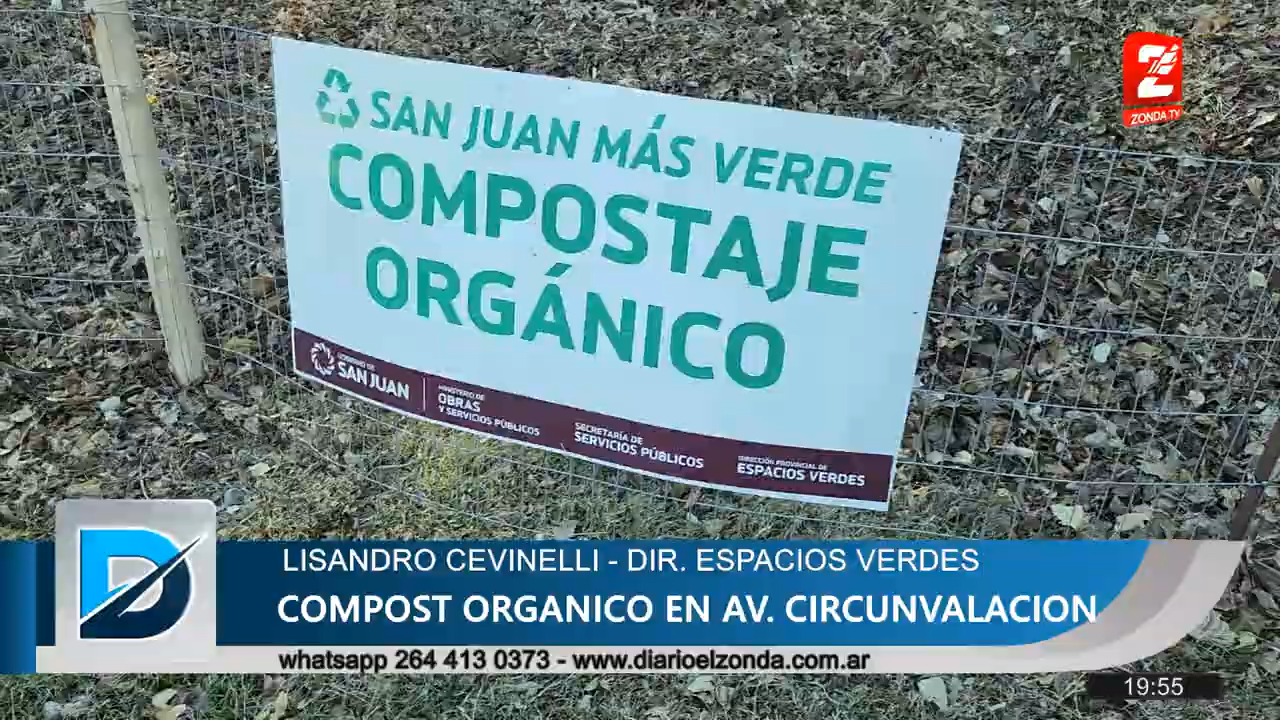 ZONDA TV
SAN JUAN MÁS VERDE
COMPOSTAJE
ORGÁNICO
GOBIERNO DE
SAN JUAN
MINISTERIO DE
OBRAS
Y SERVICIOS PÚBLICOS
SECRETARÍA DE
SERVICIOS PÚBLICOS
DIRECCIÓN PROVINCIAL DE
ESPACIOS VERDES
LISANDRO CEVINELLI - DIR. ESPACIOS VERDES
COMPOST ORGANICO EN AV. CIRCUNVALACION
whatsapp 264 413 0373 - www.diarioelzonda.com.ar
19:55